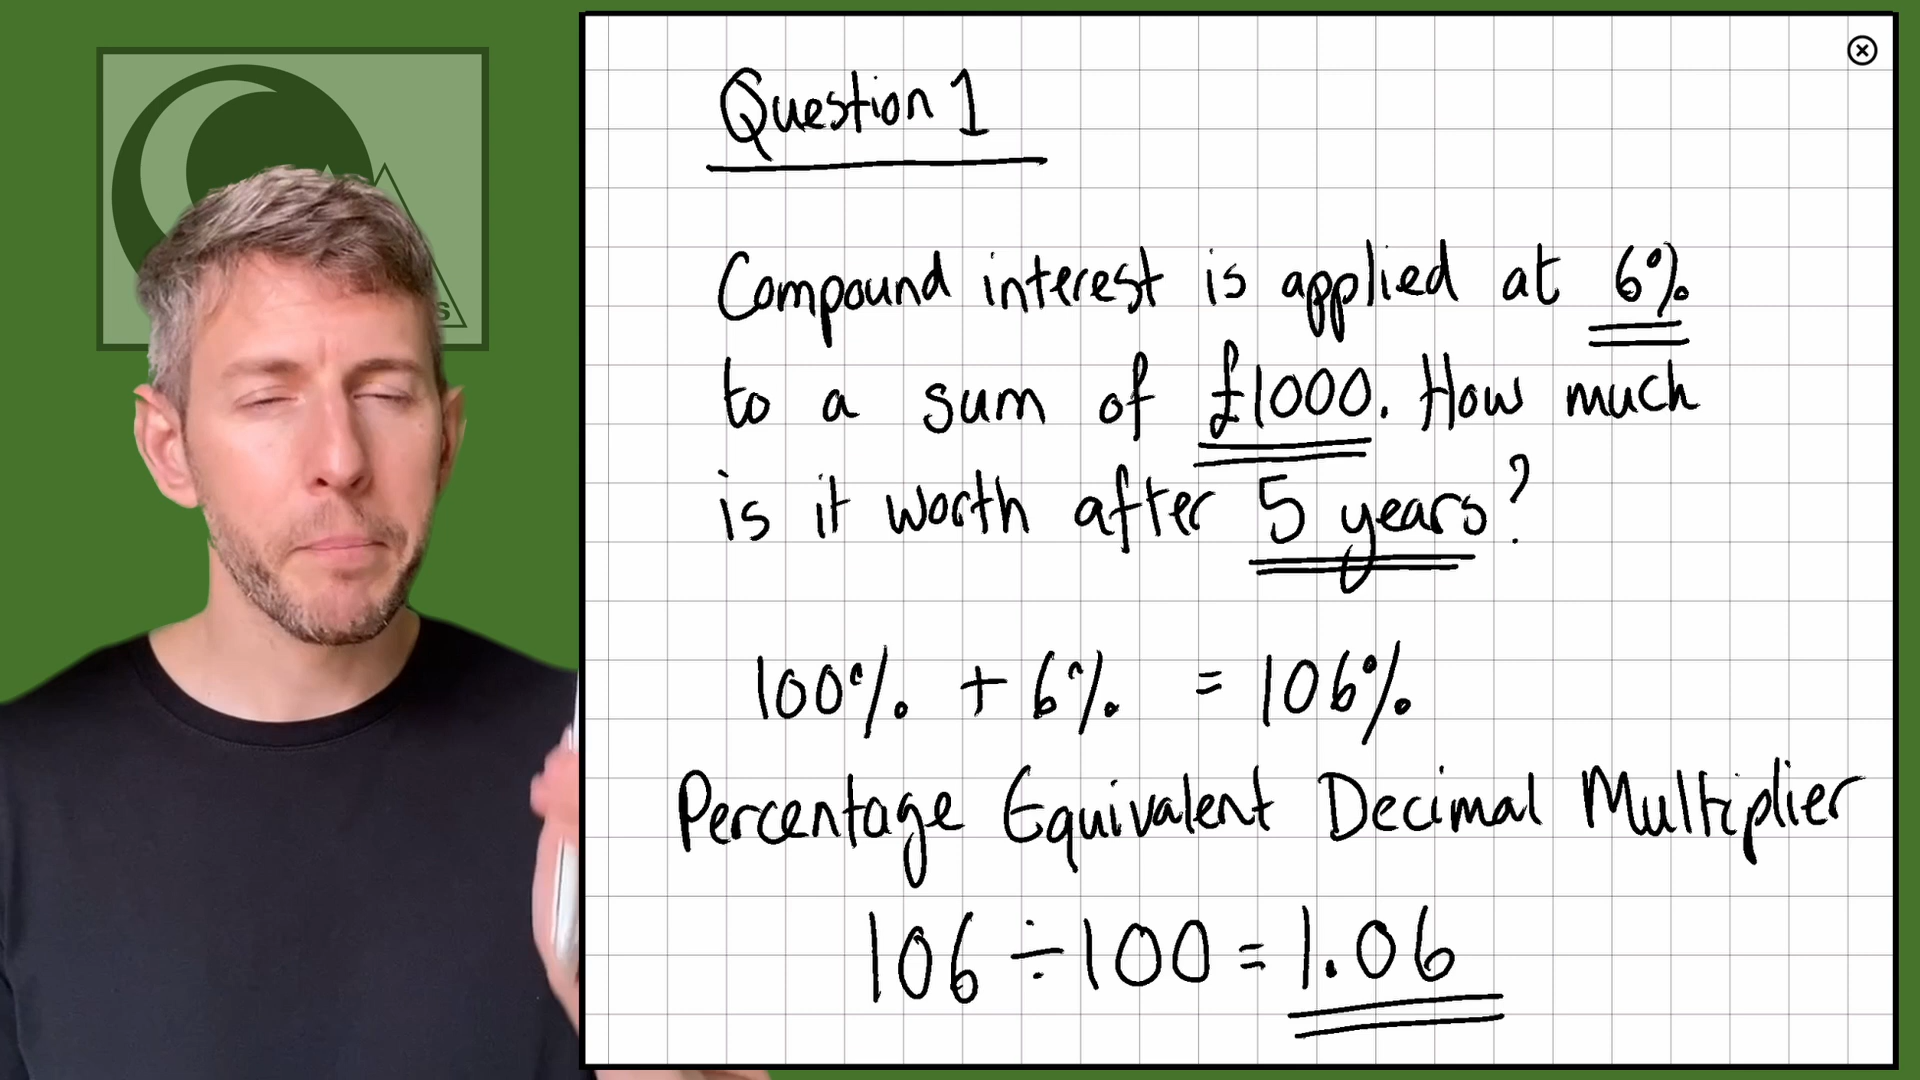 s
Question 1
Compound interest is applied at 6%
to a sum of £1000. How much
is it worth after 5 years?
100% + 6% = 106%
Percentage Equivalent Decimal Multiplier
106 ÷ 100 = 1.06